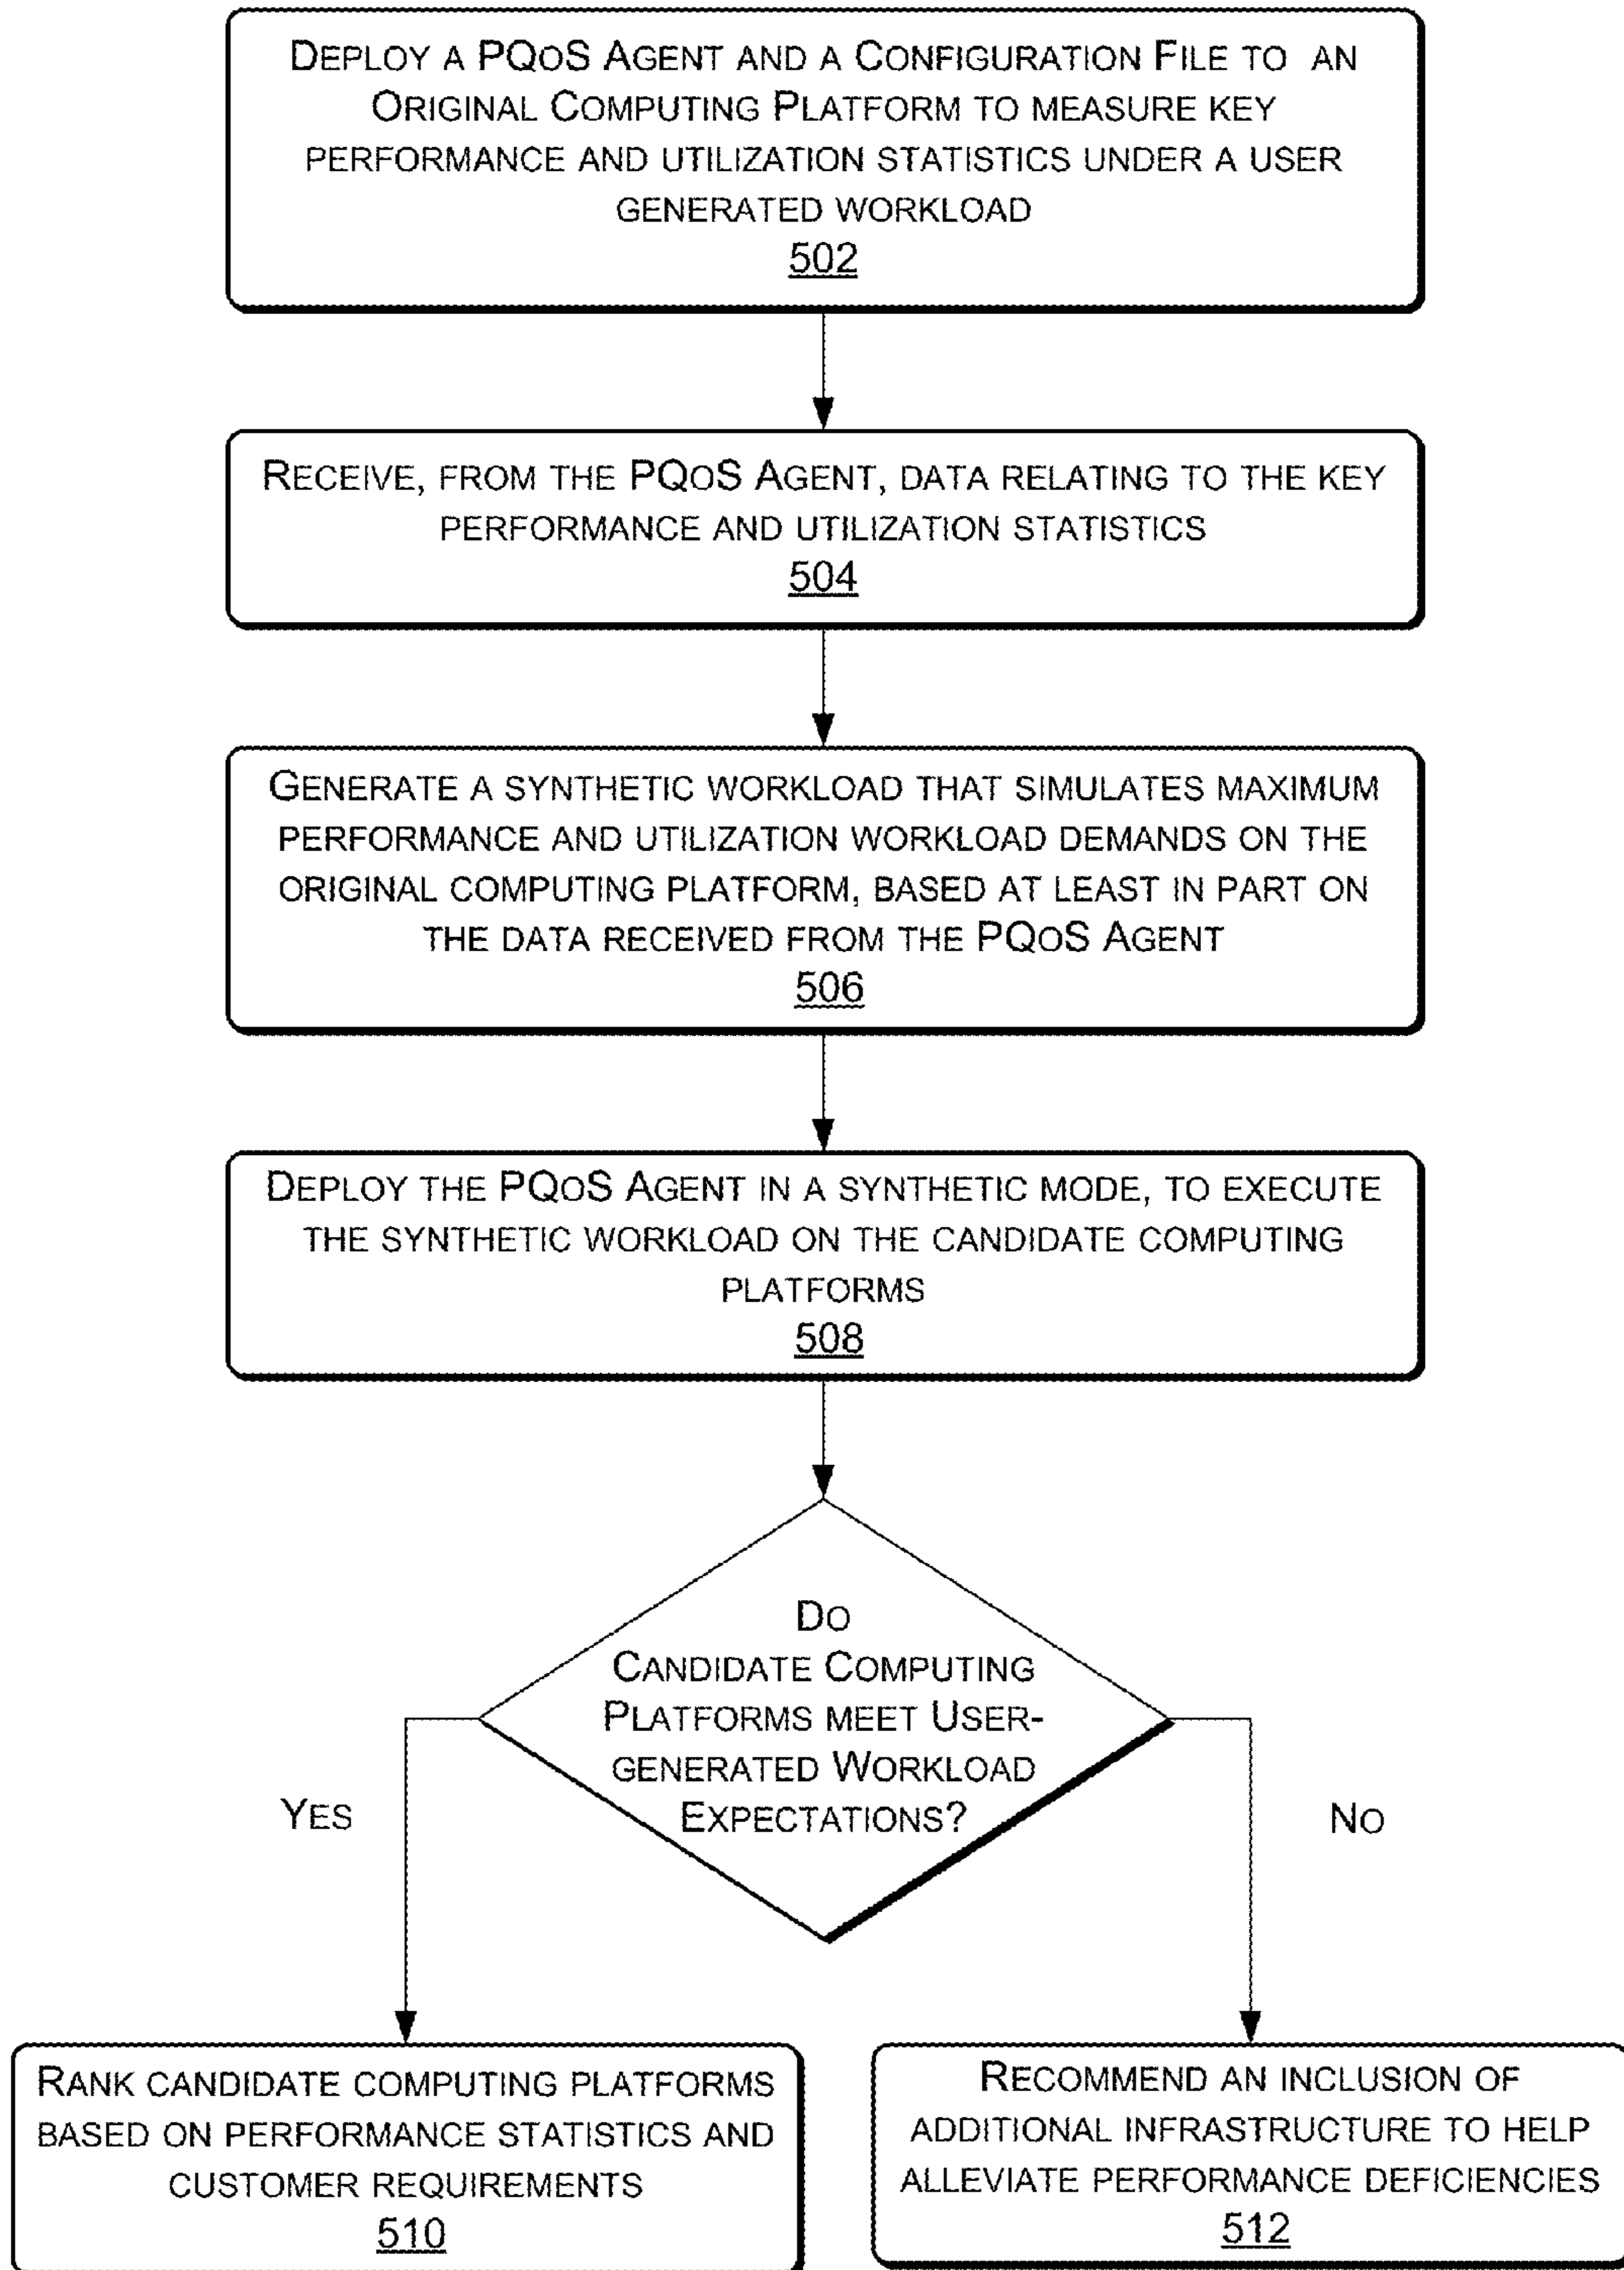 DEPLOY A PQOS AGENT AND A CONFIGURATION FILE TO AN
ORIGINAL COMPUTING PLATFORM TO MEASURE KEY
PERFORMANCE AND UTILIZATION STATISTICS UNDER A USER
GENERATED WORKLOAD
502
RECEIVE, FROM THE PQOS AGENT, DATA RELATING TO THE KEY
PERFORMANCE AND UTILIZATION STATISTICS
504
GENERATE A SYNTHETIC WORKLOAD THAT SIMULATES MAXIMUM
PERFORMANCE AND UTILIZATION WORKLOAD DEMANDS ON THE
ORIGINAL COMPUTING PLATFORM, BASED AT LEAST IN PART ON
THE DATA RECEIVED FROM THE PQOS AGENT
506
DEPLOY THE PQOS AGENT IN A SYNTHETIC MODE, TO EXECUTE
THE SYNTHETIC WORKLOAD ON THE CANDIDATE COMPUTING
PLATFORMS
508
DO
CANDIDATE COMPUTING
PLATFORMS MEET USER-
GENERATED WORKLOAD
EXPECTATIONS?
YES
NO
RANK CANDIDATE COMPUTING PLATFORMS
BASED ON PERFORMANCE STATISTICS AND
CUSTOMER REQUIREMENTS
510
RECOMMEND AN INCLUSION OF
ADDITIONAL INFRASTRUCTURE TO HELP
ALLEVIATE PERFORMANCE DEFICIENCIES
512